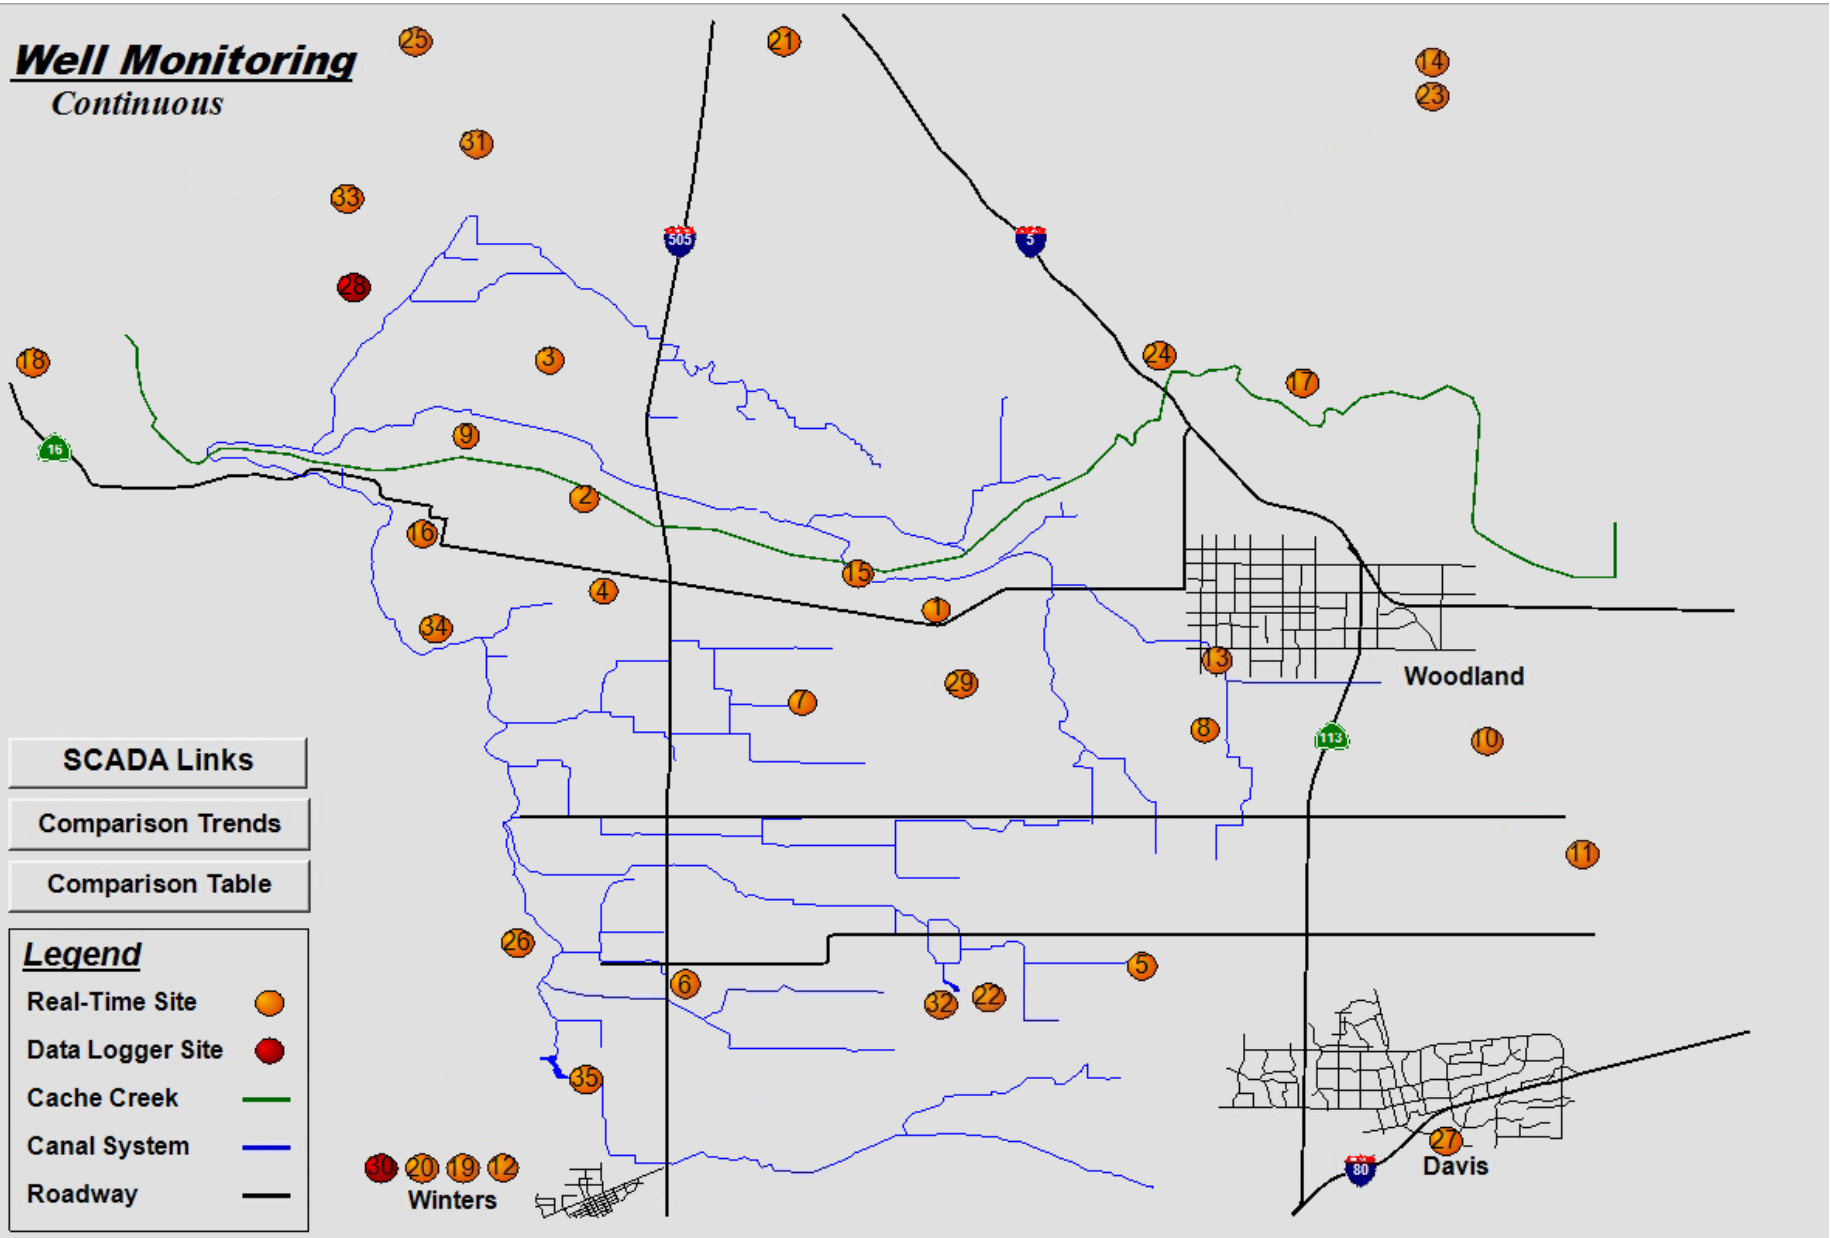 Well Monitoring
Continuous
25
21
14
23
31
33
505
5
28
18
3
24
17
16
9
2
16
15
4
1
34
13
29
Woodland
7
8
113
10
SCADA Links
Comparison Trends
11
Comparison Table
Legend
26
5
6
22
32
Real-Time Site
Data Logger Site
35
Cache Creek
Canal System
27
30 20 19 12
80
Davis
Roadway
Winters